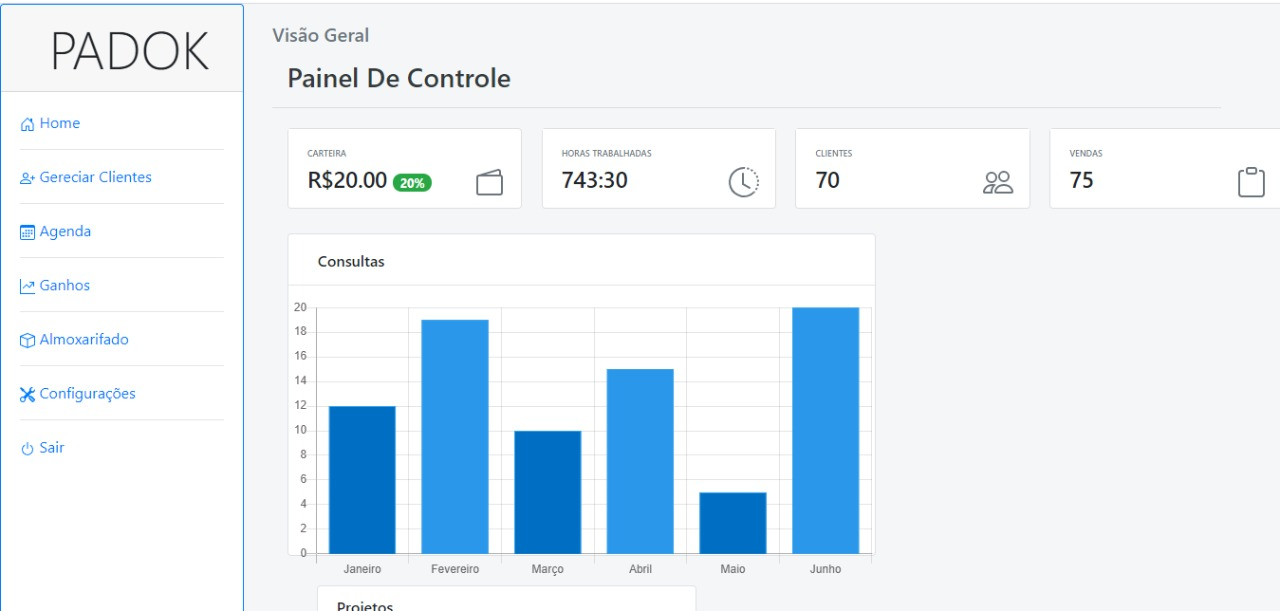 PADOK
Home
Gereciar Clientes
Agenda
Ganhos
Almoxarifado
Configurações
Sair
Visão Geral
Painel De Controle
CARTEIRA
R$20.00 20%
HORAS TRABALHADAS
743:30
CLIENTES
70
VENDAS
75
Consultas
20
18
16
14
12
10
8
6
4
2
0
Janeiro Fevereiro Março Abril Maio Junho
Projetos